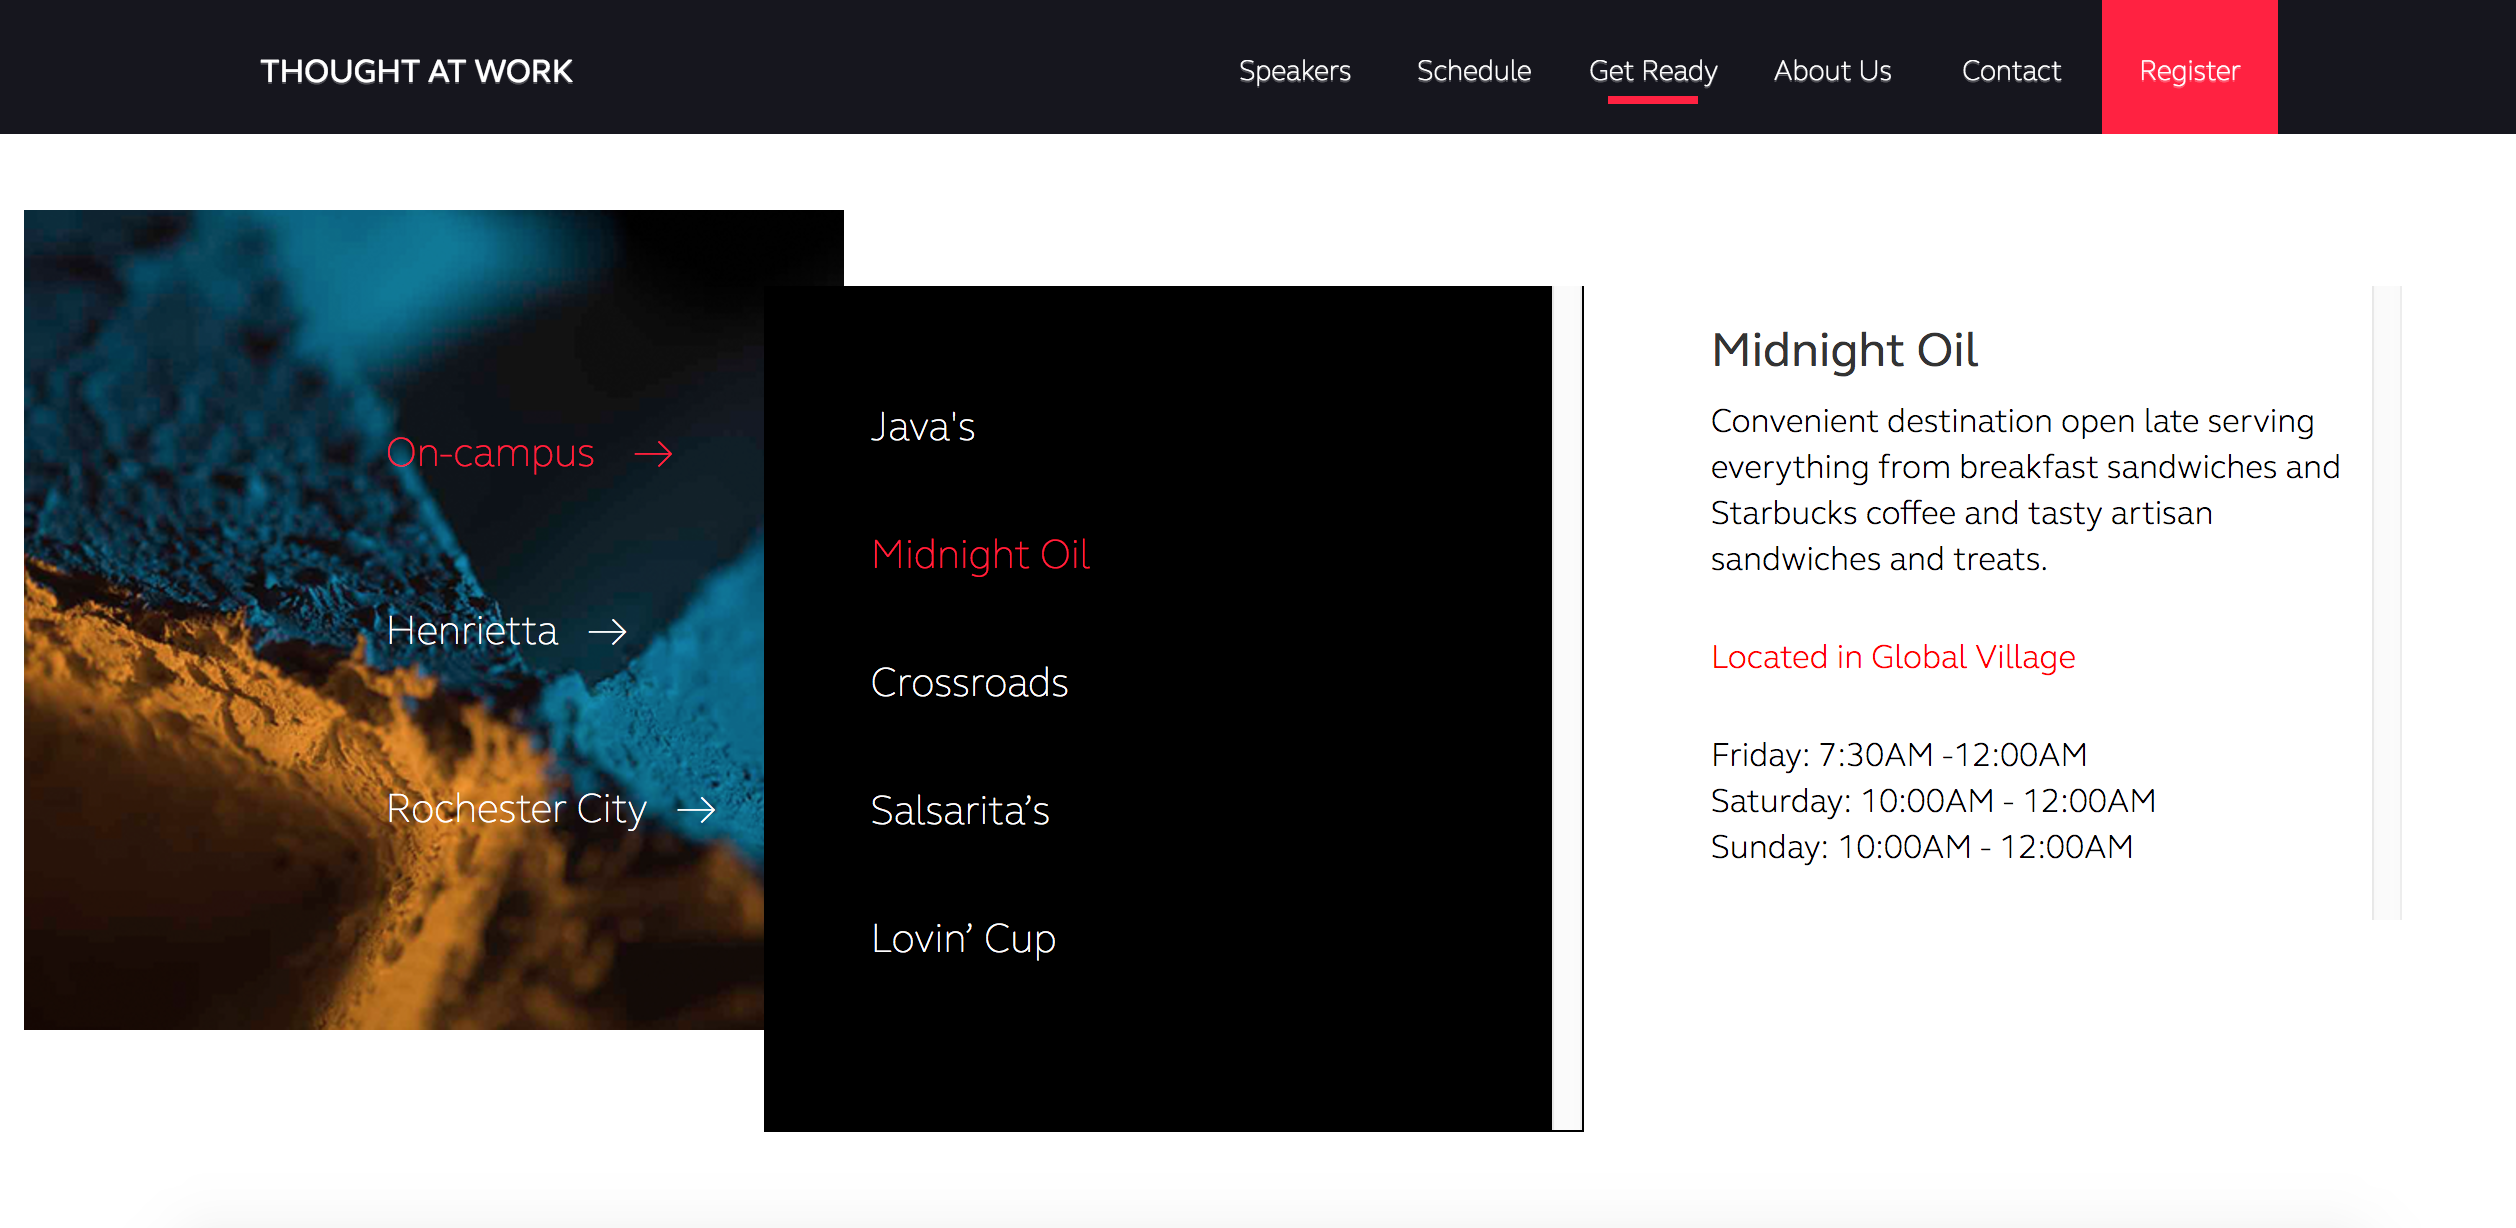 THOUGHT AT WORK
Speakers
Schedule
Get Ready
About Us
Contact
Register
On-campus
Henrietta
Rochester City
Java's
Midnight Oil
Crossroads
Salsarita’s
Lovin’ Cup
Midnight Oil
Convenient destination open late serving
everything from breakfast sandwiches and
Starbucks coffee and tasty artisan
sandwiches and treats.
Located in Global Village
Friday: 7:30AM -12:00AM
Saturday: 10:00AM - 12:00AM
Sunday: 10:00AM - 12:00AM